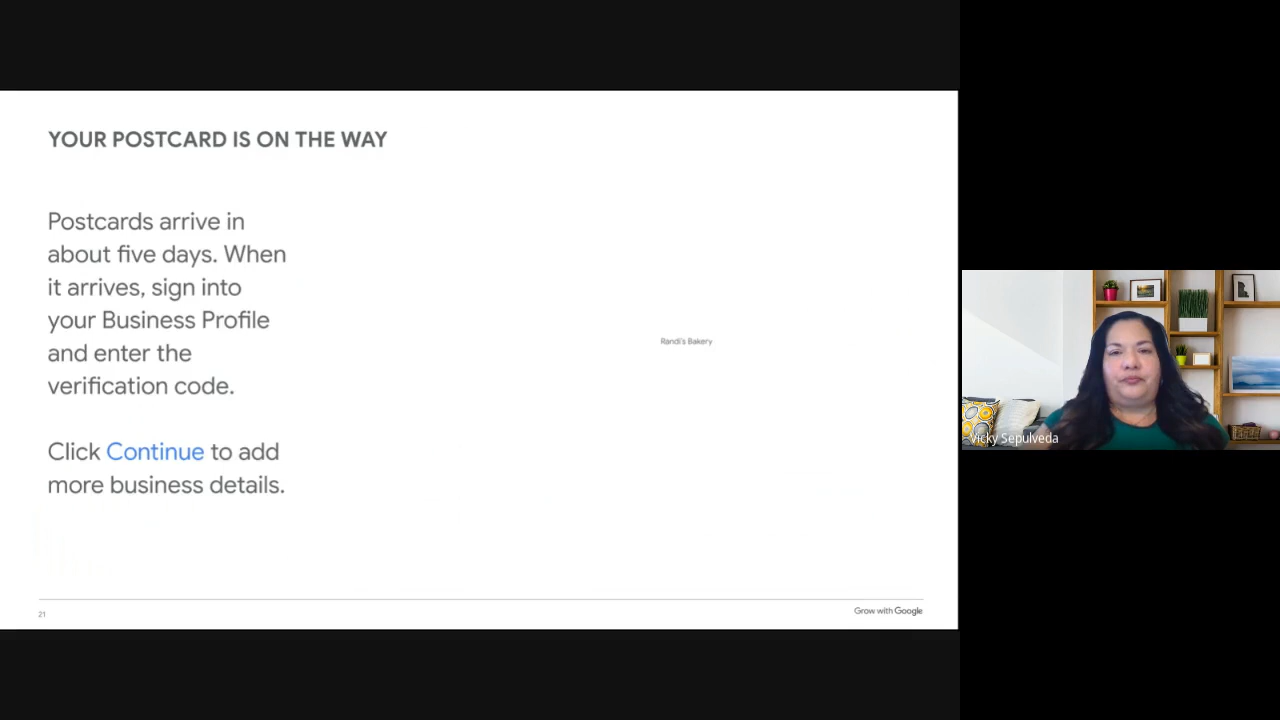 YOUR POSTCARD IS ON THE WAY
Postcards arrive in
about five days. When
it arrives, sign into
your Business Profile
and enter the
verification code.
Click Continue to add
more business details.
Randi's Bakery
21
Grow with Google
Vicky Sepulveda